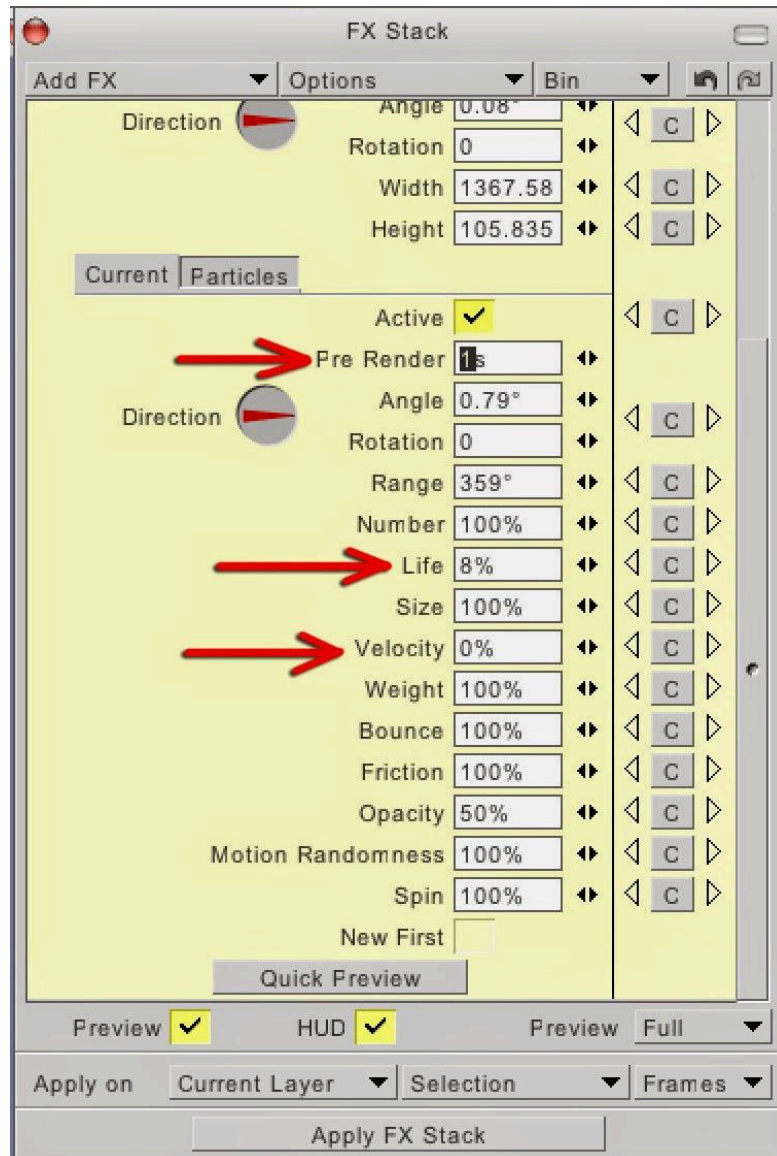 FX Stack
Add FX Options Bin
Direction Angle 0.08° C
Rotation 0
Width 1367.58 C
Height 105.835 C
Current Particles
Active C
Pre Render 1s
Direction Angle 0.79° C
Rotation 0
Range 359° C
Number 100% C
Life 8% C
Size 100% C
Velocity 0% C
Weight 100% C
Bounce 100% C
Friction 100% C
Opacity 50% C
Motion Randomness 100% C
Spin 100% C
New First
Quick Preview
Preview HUD Preview Full
Apply on Current Layer Selection Frames
Apply FX Stack